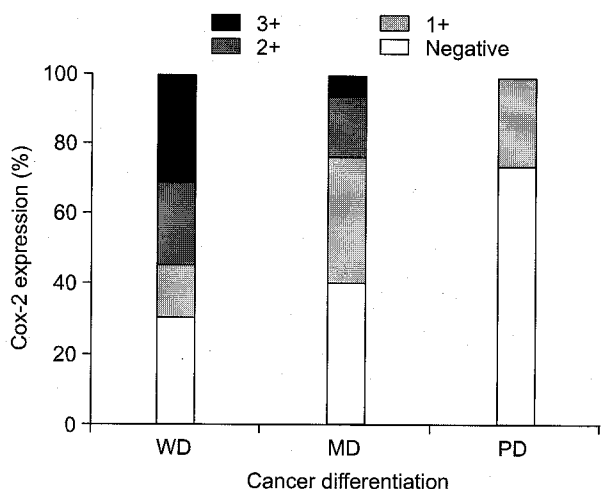 3+ 1+
2+ Negative
100
80
60
40
20
0
Cox-2 expression (%)
WD MD PD
Cancer differentiation